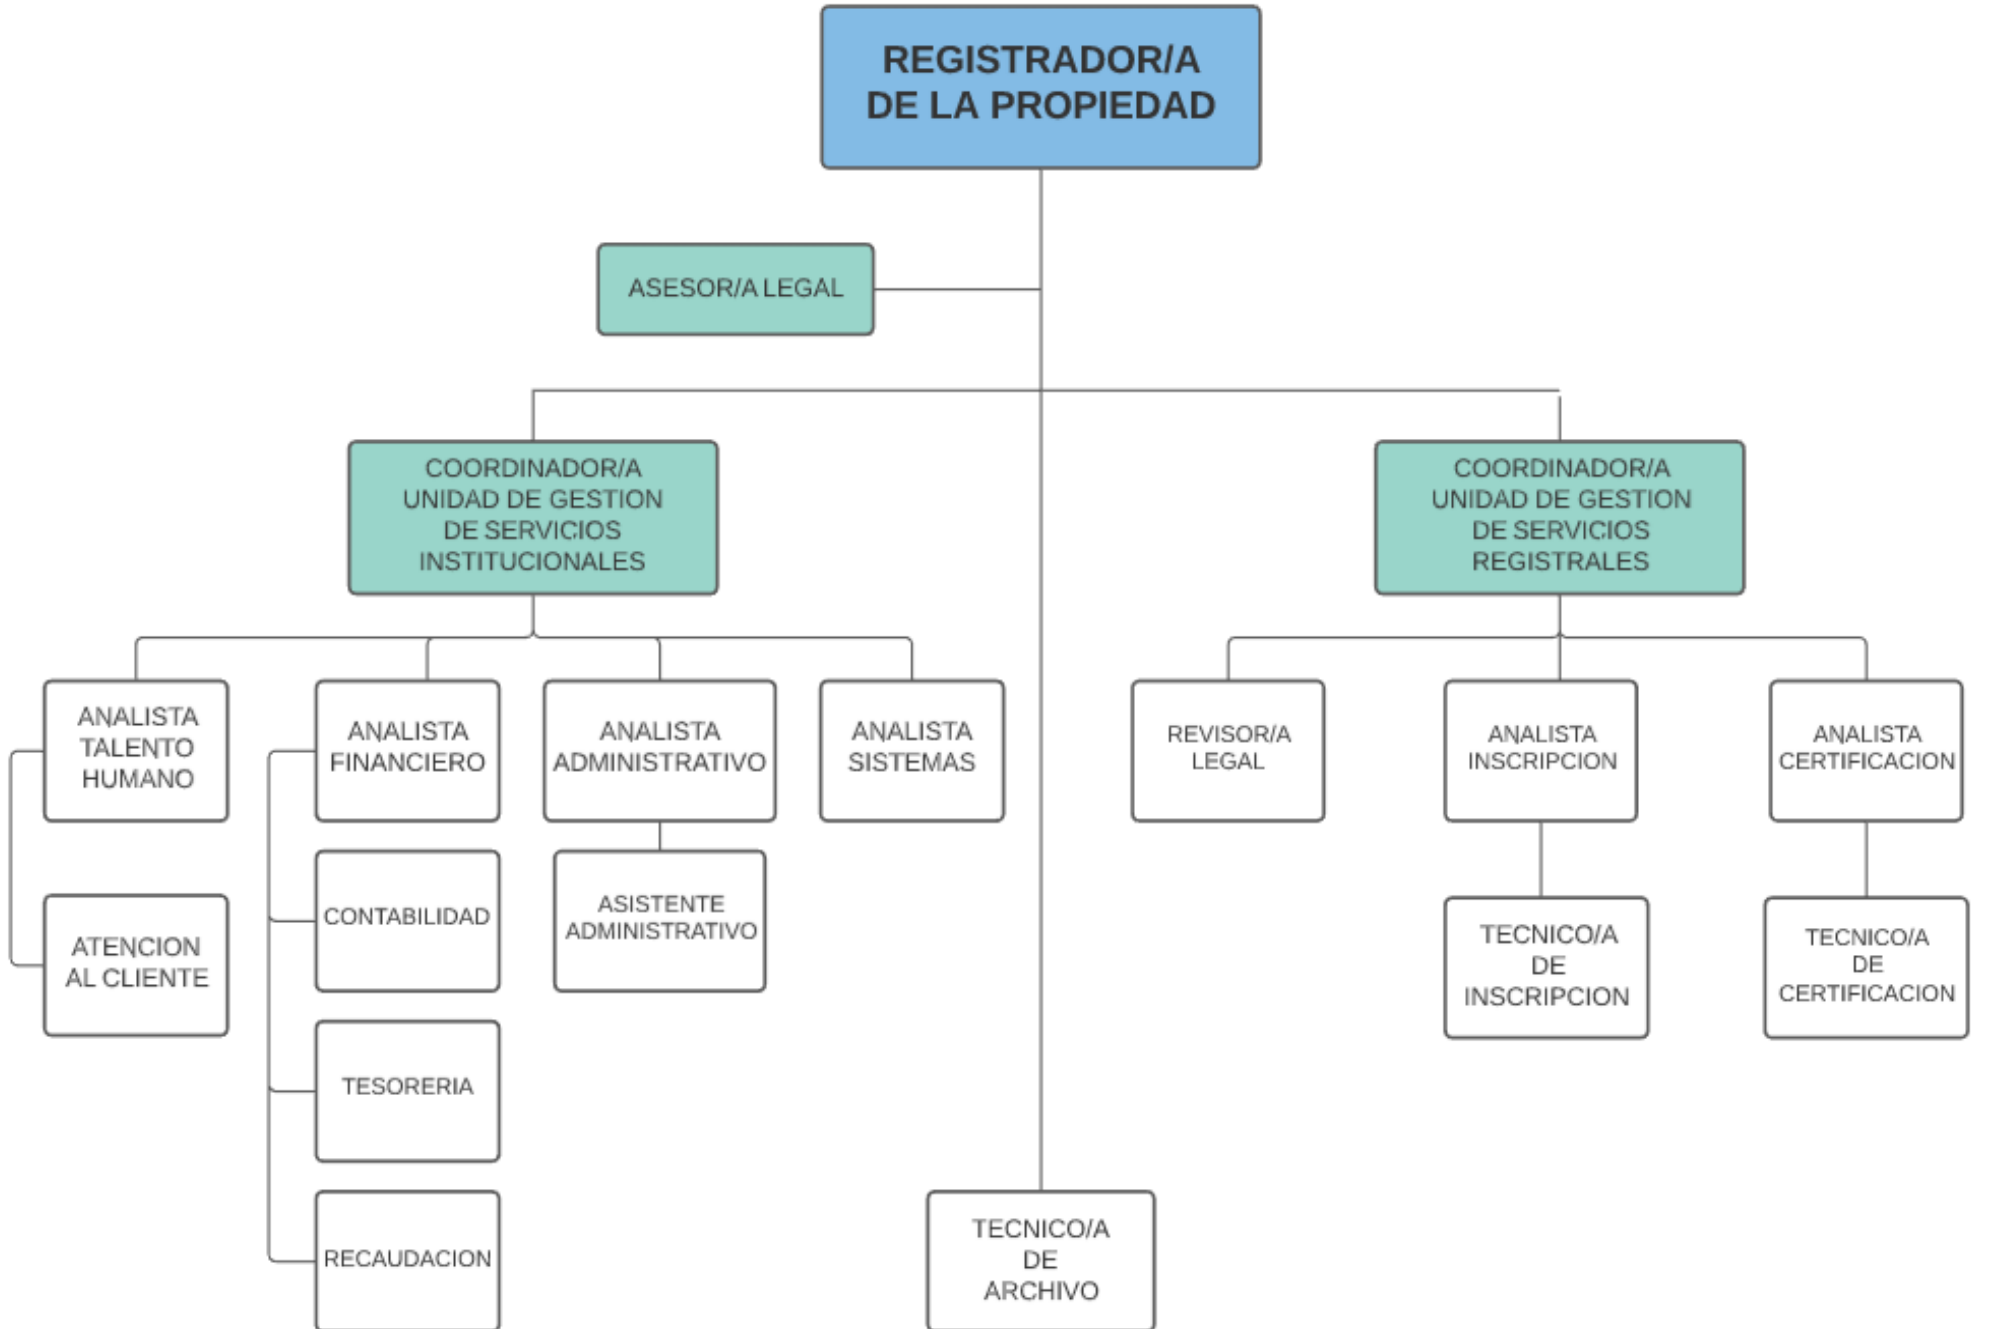 REGISTRADOR/A
DE LA PROPIEDAD
ASESOR/A LEGAL
COORDINADOR/A
UNIDAD DE GESTION
DE SERVICIOS
INSTITUCIONALES
COORDINADOR/A
UNIDAD DE GESTION
DE SERVICIOS
REGISTRALES
ANALISTA
TALENTO
HUMANO
ANALISTA
FINANCIERO
ANALISTA
ADMINISTRATIVO
ANALISTA
SISTEMAS
REVISOR/A
LEGAL
ANALISTA
INSCRIPCION
ANALISTA
CERTIFICACION
ATENCION
AL CLIENTE
CONTABILIDAD
ASISTENTE
ADMINISTRATIVO
TECNICO/A
DE
INSCRIPCION
TECNICO/A
DE
CERTIFICACION
TESORERIA
RECAUDACION
TECNICO/A
DE
ARCHIVO